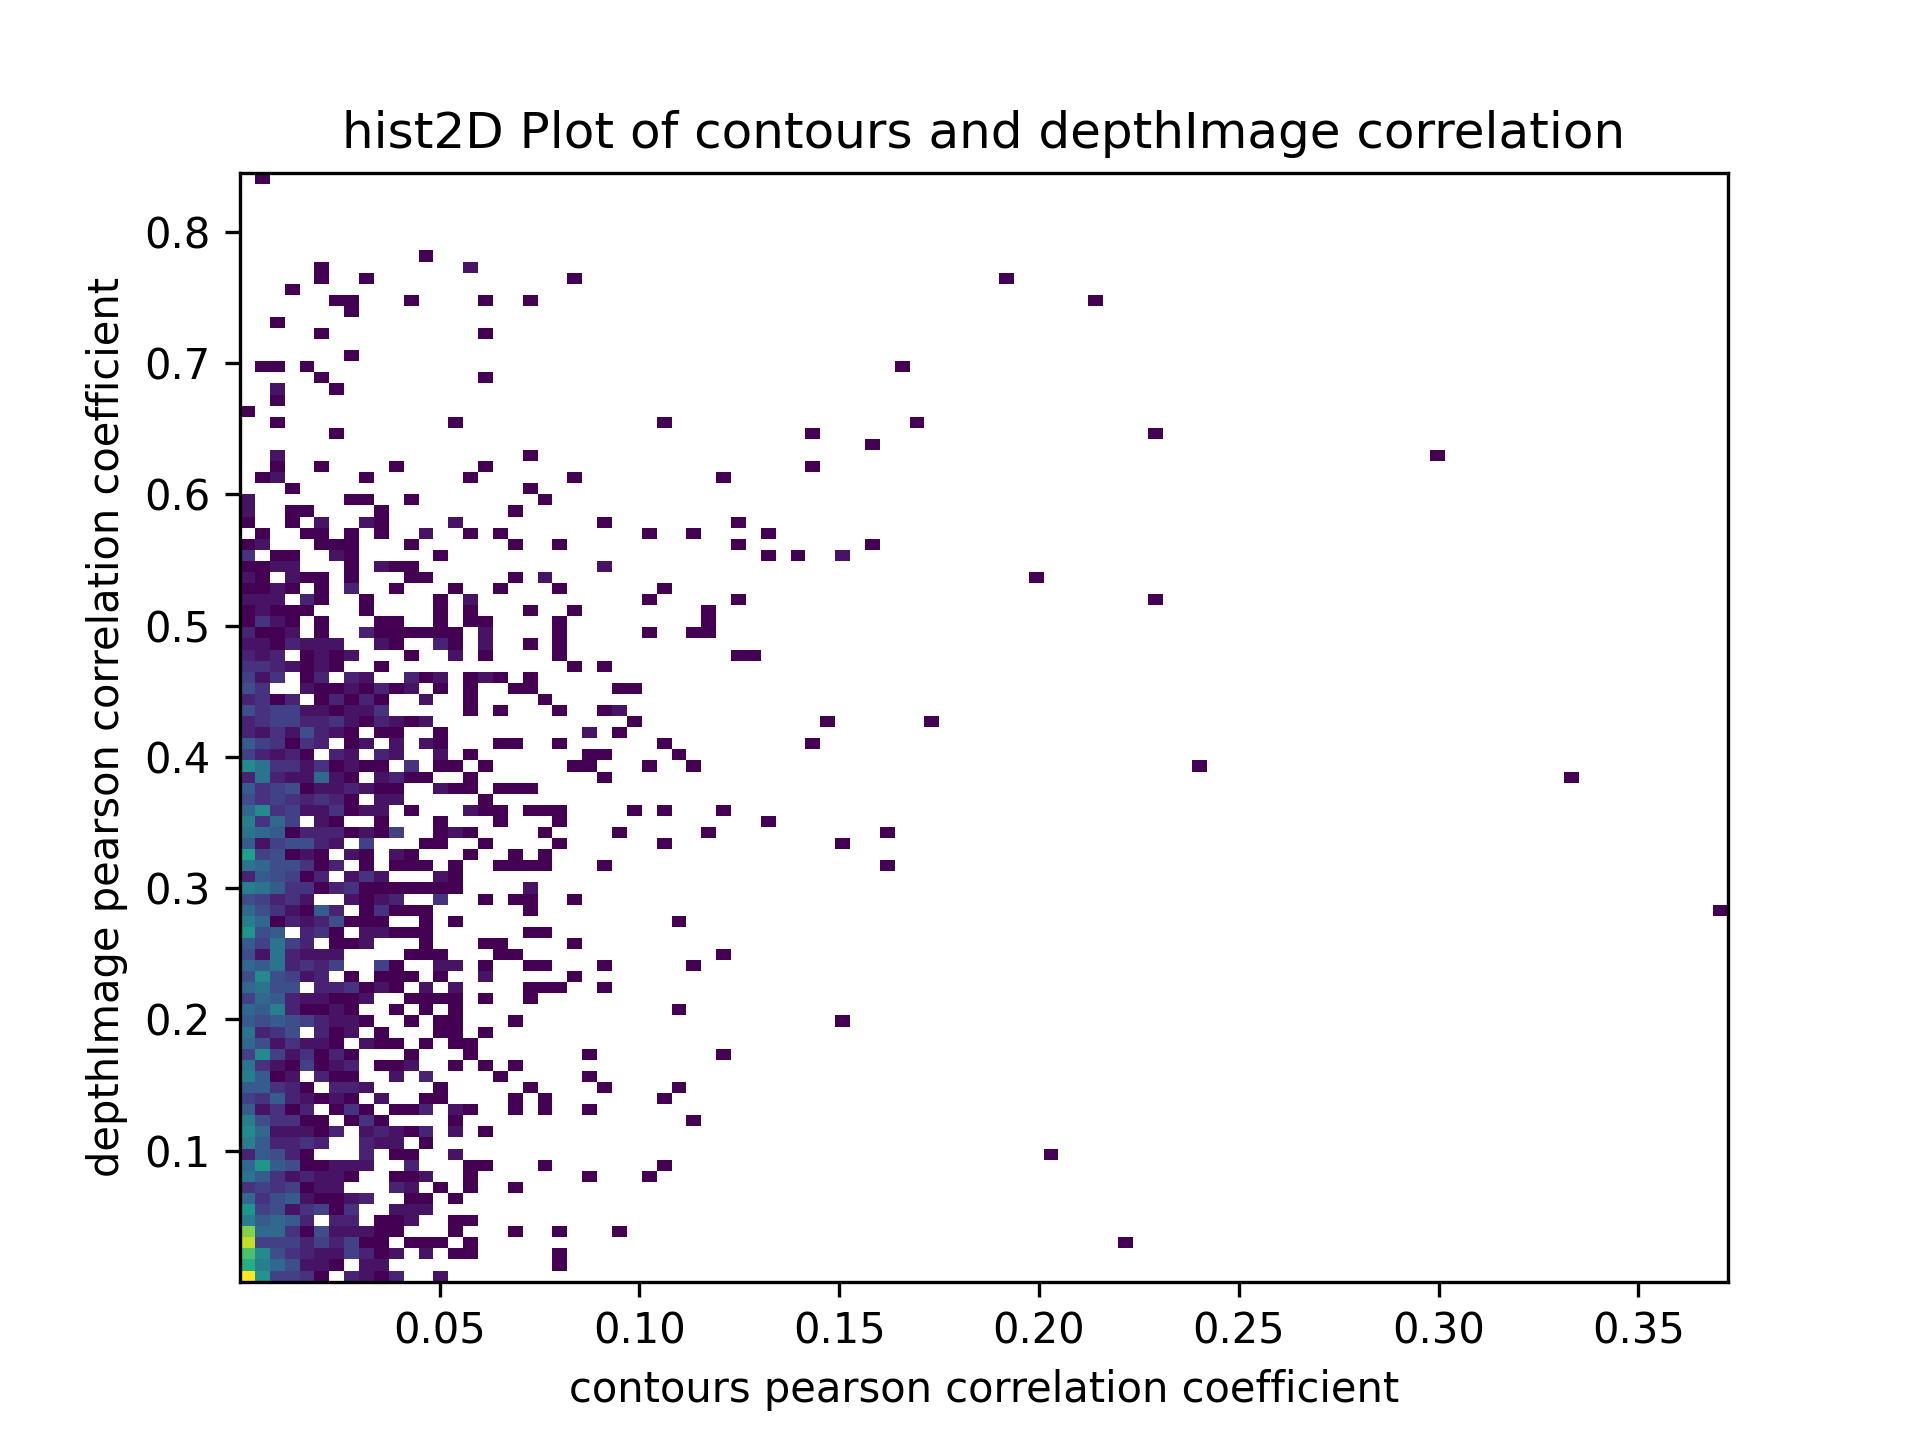 hist2D Plot of contours and depthImage correlation
depthImage pearson correlation coefficient
0.8
0.7
0.6
0.5
0.4
0.3
0.2
0.1
0.05 0.10 0.15 0.20 0.25 0.30 0.35
contours pearson correlation coefficient